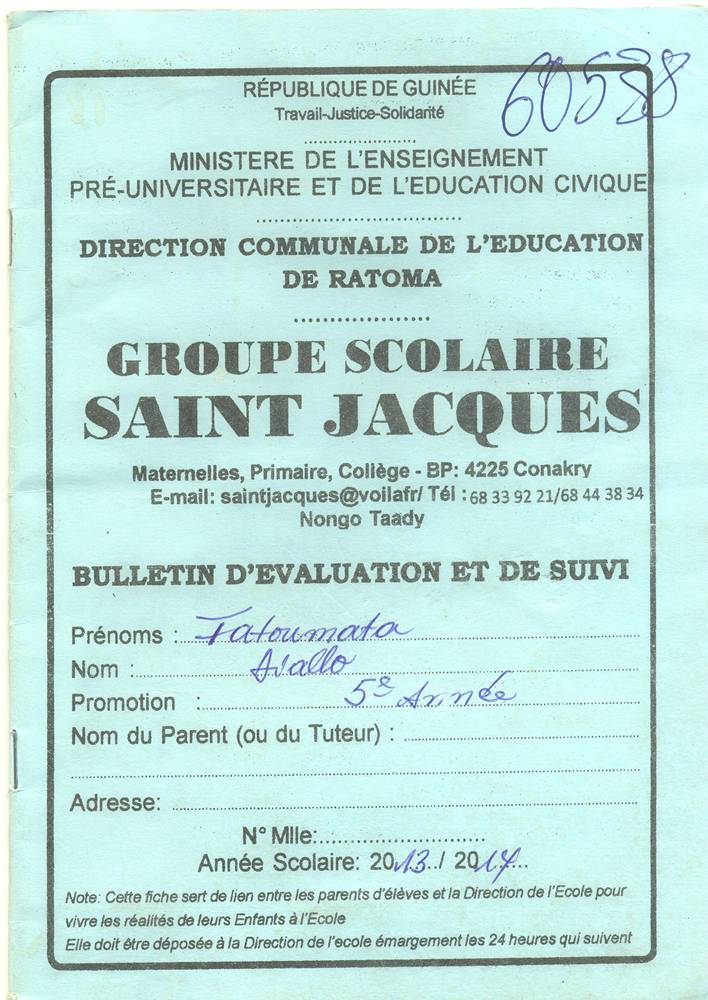 60538
RÉPUBLIQUE DE GUINÉE
Travail-Justice-Solidarité
MINISTERE DE L'ENSEIGNEMENT
PRÉ-UNIVERSITAIRE ET DE L'EDUCATION CIVIQUE
DIRECTION COMMUNALE DE L'EDUCATION
DE RATOMA
GROUPE SCOLAIRE
SAINT JACQUES
Maternelles, Primaire, Collège - BP: 4225 Conakry
E-mail: saintjacques@voilafr/ Tél : 68 33 92 21/68 44 38 34
Nongo Taady
BULLETIN D'EVALUATION ET DE SUIVI
Prénoms : Fatoumata
Nom : Diallo
Promotion : 5e Année
Nom du Parent (ou du Tuteur) :
Adresse:
N° Mlle:
Année Scolaire: 2013 / 2014
Note: Cette fiche sert de lien entre les parents d'élèves et la Direction de l'Ecole pour
vivre les réalités de leurs Enfants à l'Ecole
Elle doit être déposée à la Direction de l'ecole émargement les 24 heures qui suivent